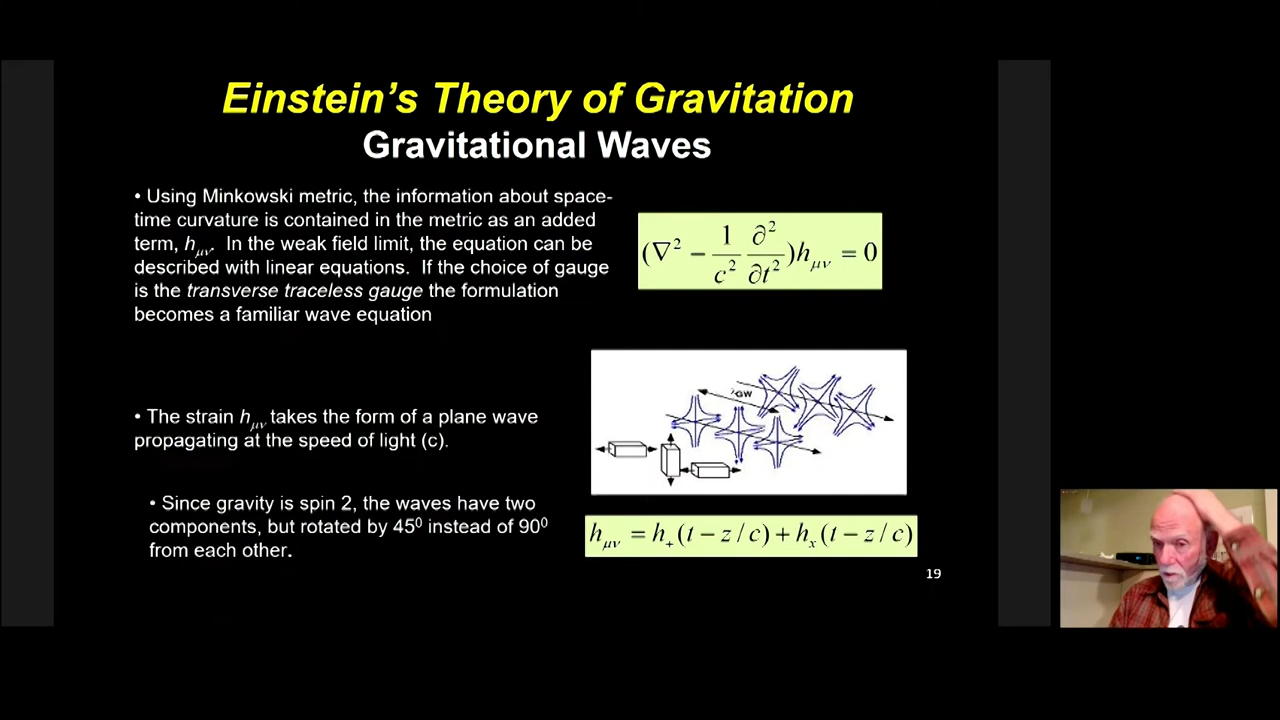 Einstein's Theory of Gravitation
Gravitational Waves
• Using Minkowski metric, the information about space-
time curvature is contained in the metric as an added
term, hμν. In the weak field limit, the equation can be
described with linear equations. If the choice of gauge
is the transverse traceless gauge the formulation
becomes a familiar wave equation
(∇² − 1/c² ∂²/∂t²)hμν = 0
• The strain hμν takes the form of a plane wave
propagating at the speed of light (c).
GW
• Since gravity is spin 2, the waves have two
components, but rotated by 45⁰ instead of 90⁰
from each other.
hμν = h₊(t − z / c) + hₓ(t − z / c)
19